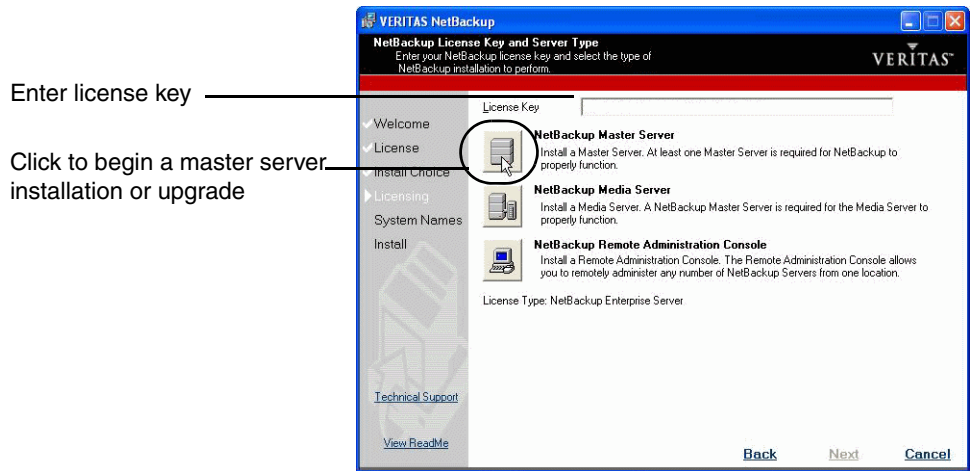 VERITAS NetBackup
NetBackup License Key and Server Type
Enter your NetBackup license key and select the type of
NetBackup installation to perform.
VERITAS™
Enter license key
Click to begin a master server
installation or upgrade
Welcome
License
Install Choice
Licensing
System Names
Install
Technical Support
View ReadMe
License Key
NetBackup Master Server
Install a Master Server. At least one Master Server is required for NetBackup to
properly function.
NetBackup Media Server
Install a Media Server. A NetBackup Master Server is required for the Media Server to
properly function.
NetBackup Remote Administration Console
Install a Remote Administration Console. The Remote Administration Console allows
you to remotely administer any number of NetBackup Servers from one location.
License Type: NetBackup Enterprise Server
Back Next Cancel